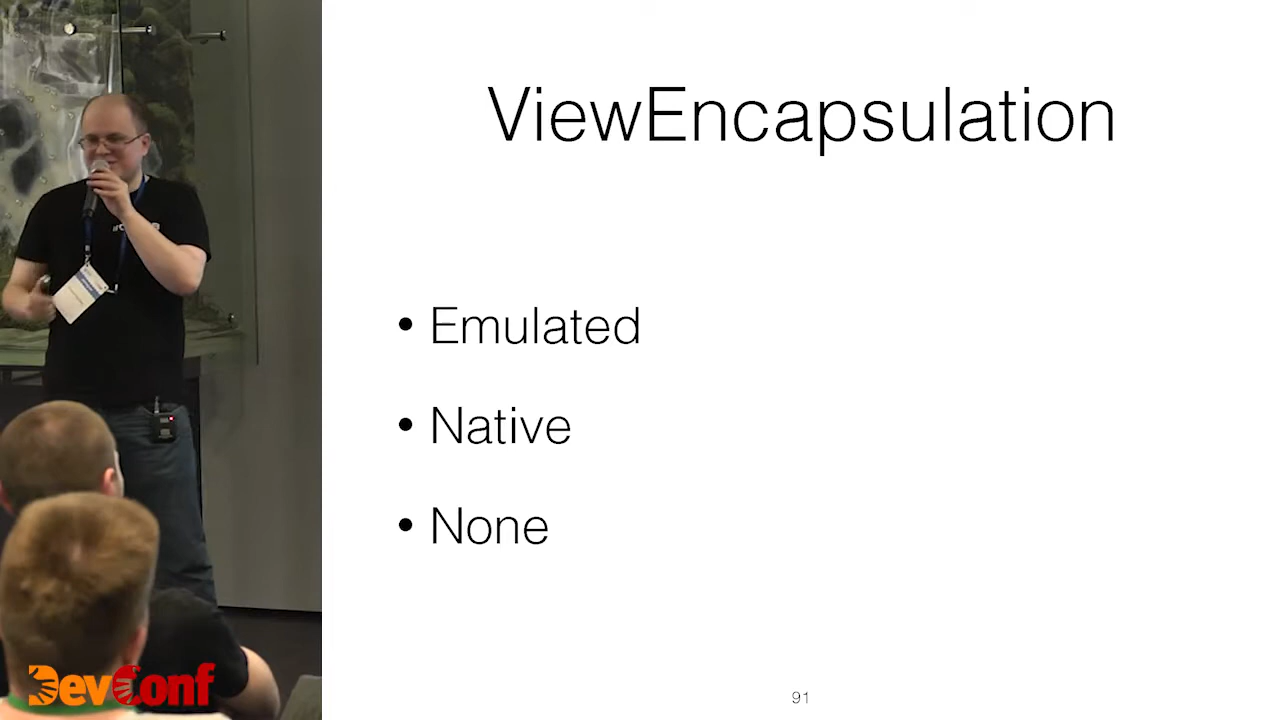 ViewEncapsulation
• Emulated
• Native
• None
DevConf
91